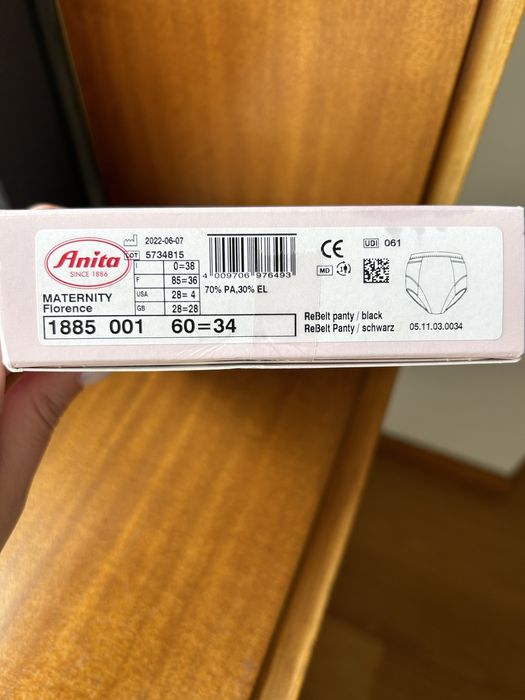 Anita
SINCE 1886
MATERNITY
Florence
1885 001 60=34
2022-06-07
LOT 5734815
I 0=38
F 85=36
USA 28= 4
GB 28=28
4 009706 976493
70% PA,30% EL
CE
MD
UDI 061
ReBelt panty / black
ReBelt Panty / schwarz
05.11.03.0034